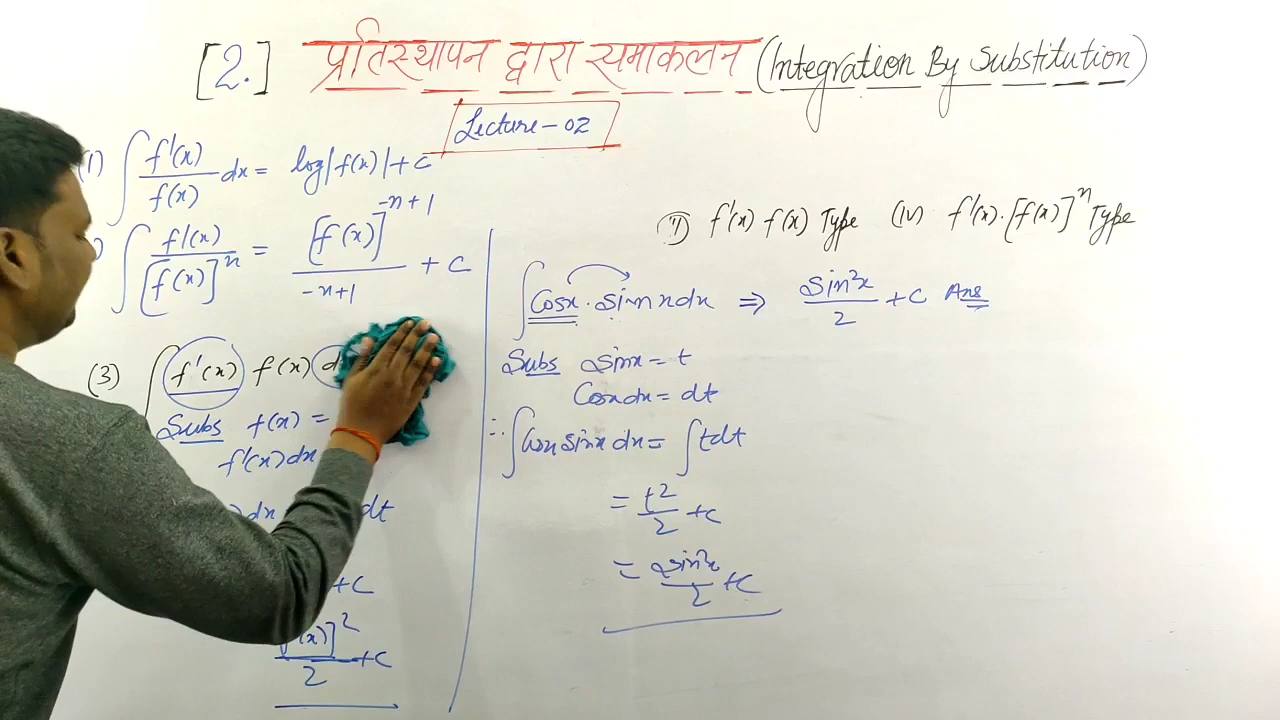 [2.] प्रतिस्थापन द्वारा समाकलन (Integration By Substitution)
Lecture-02
1) ∫ f'(x)/f(x) dx = log|f(x)|+c
) ∫ f'(x)/[f(x)]^n = [f(x)]^(-n+1)/(-n+1) + c
(3) ∫ f'(x) f(x) d
Subs f(x) =
f'(x)dx
)dx dt
+c
(x)]^2/2 +c
f'(x) f(x) Type (iv) f'(x)·[f(x)]^n Type
∫ Cosx · sinx dx ⇒ Sin²x/2 +c Ans
Subs Sinx = t
Cosxdx = dt
∴ ∫ Cosx sinx dx = ∫ tdt
= t²/2 +c
= Sin²x/2 +c